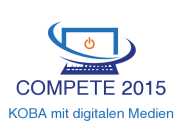 COMPETE 2015
KOBA mit digitalen Medien